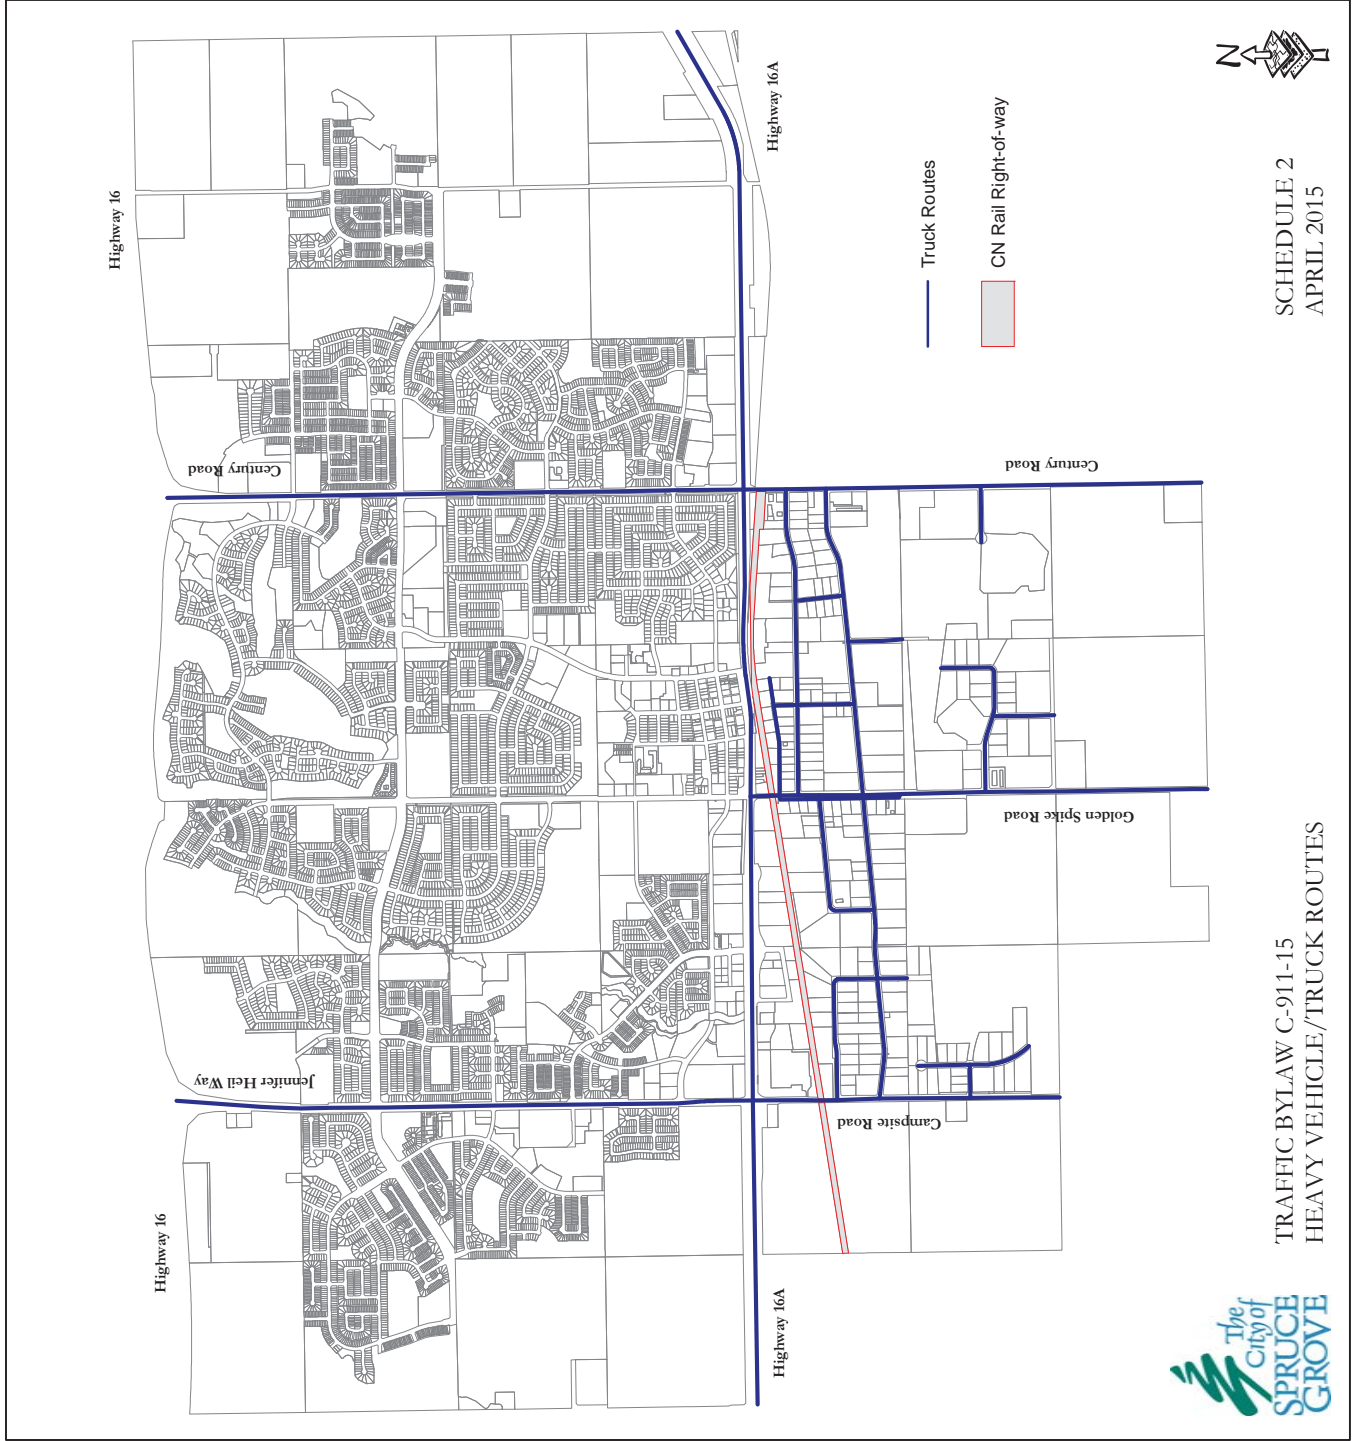 Highway 16
Highway 16
Jennifer Heil Way
Century Road
Highway 16A
Highway 16A
Campsite Road
Golden Spike Road
Century Road
Truck Routes
CN Rail Right-of-way
N
The
City of
SPRUCE
GROVE
TRAFFIC BYLAW C-911-15
HEAVY VEHICLE/TRUCK ROUTES
SCHEDULE 2
APRIL 2015